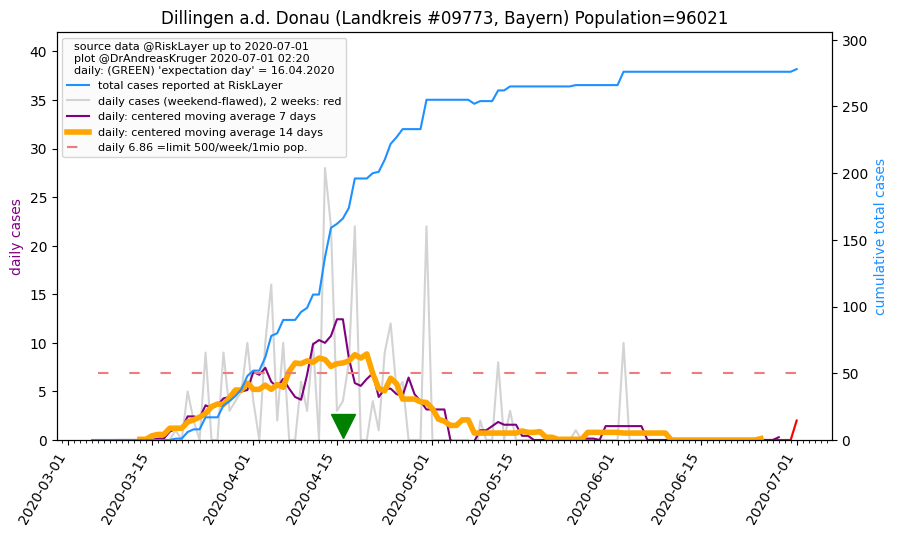 Dillingen a.d. Donau (Landkreis #09773, Bayern) Population=96021
source data @RiskLayer up to 2020-07-01
plot @DrAndreasKruger 2020-07-01 02:20
daily: (GREEN) 'expectation day' = 16.04.2020
total cases reported at RiskLayer
daily cases (weekend-flawed), 2 weeks: red
daily: centered moving average 7 days
daily: centered moving average 14 days
daily 6.86 =limit 500/week/1mio pop.
daily cases
40
35
30
25
20
15
10
5
0
300
250
200
150
100
50
0
cumulative total cases
2020-03-01
2020-03-15
2020-04-01
2020-04-15
2020-05-01
2020-05-15
2020-06-01
2020-06-15
2020-07-01